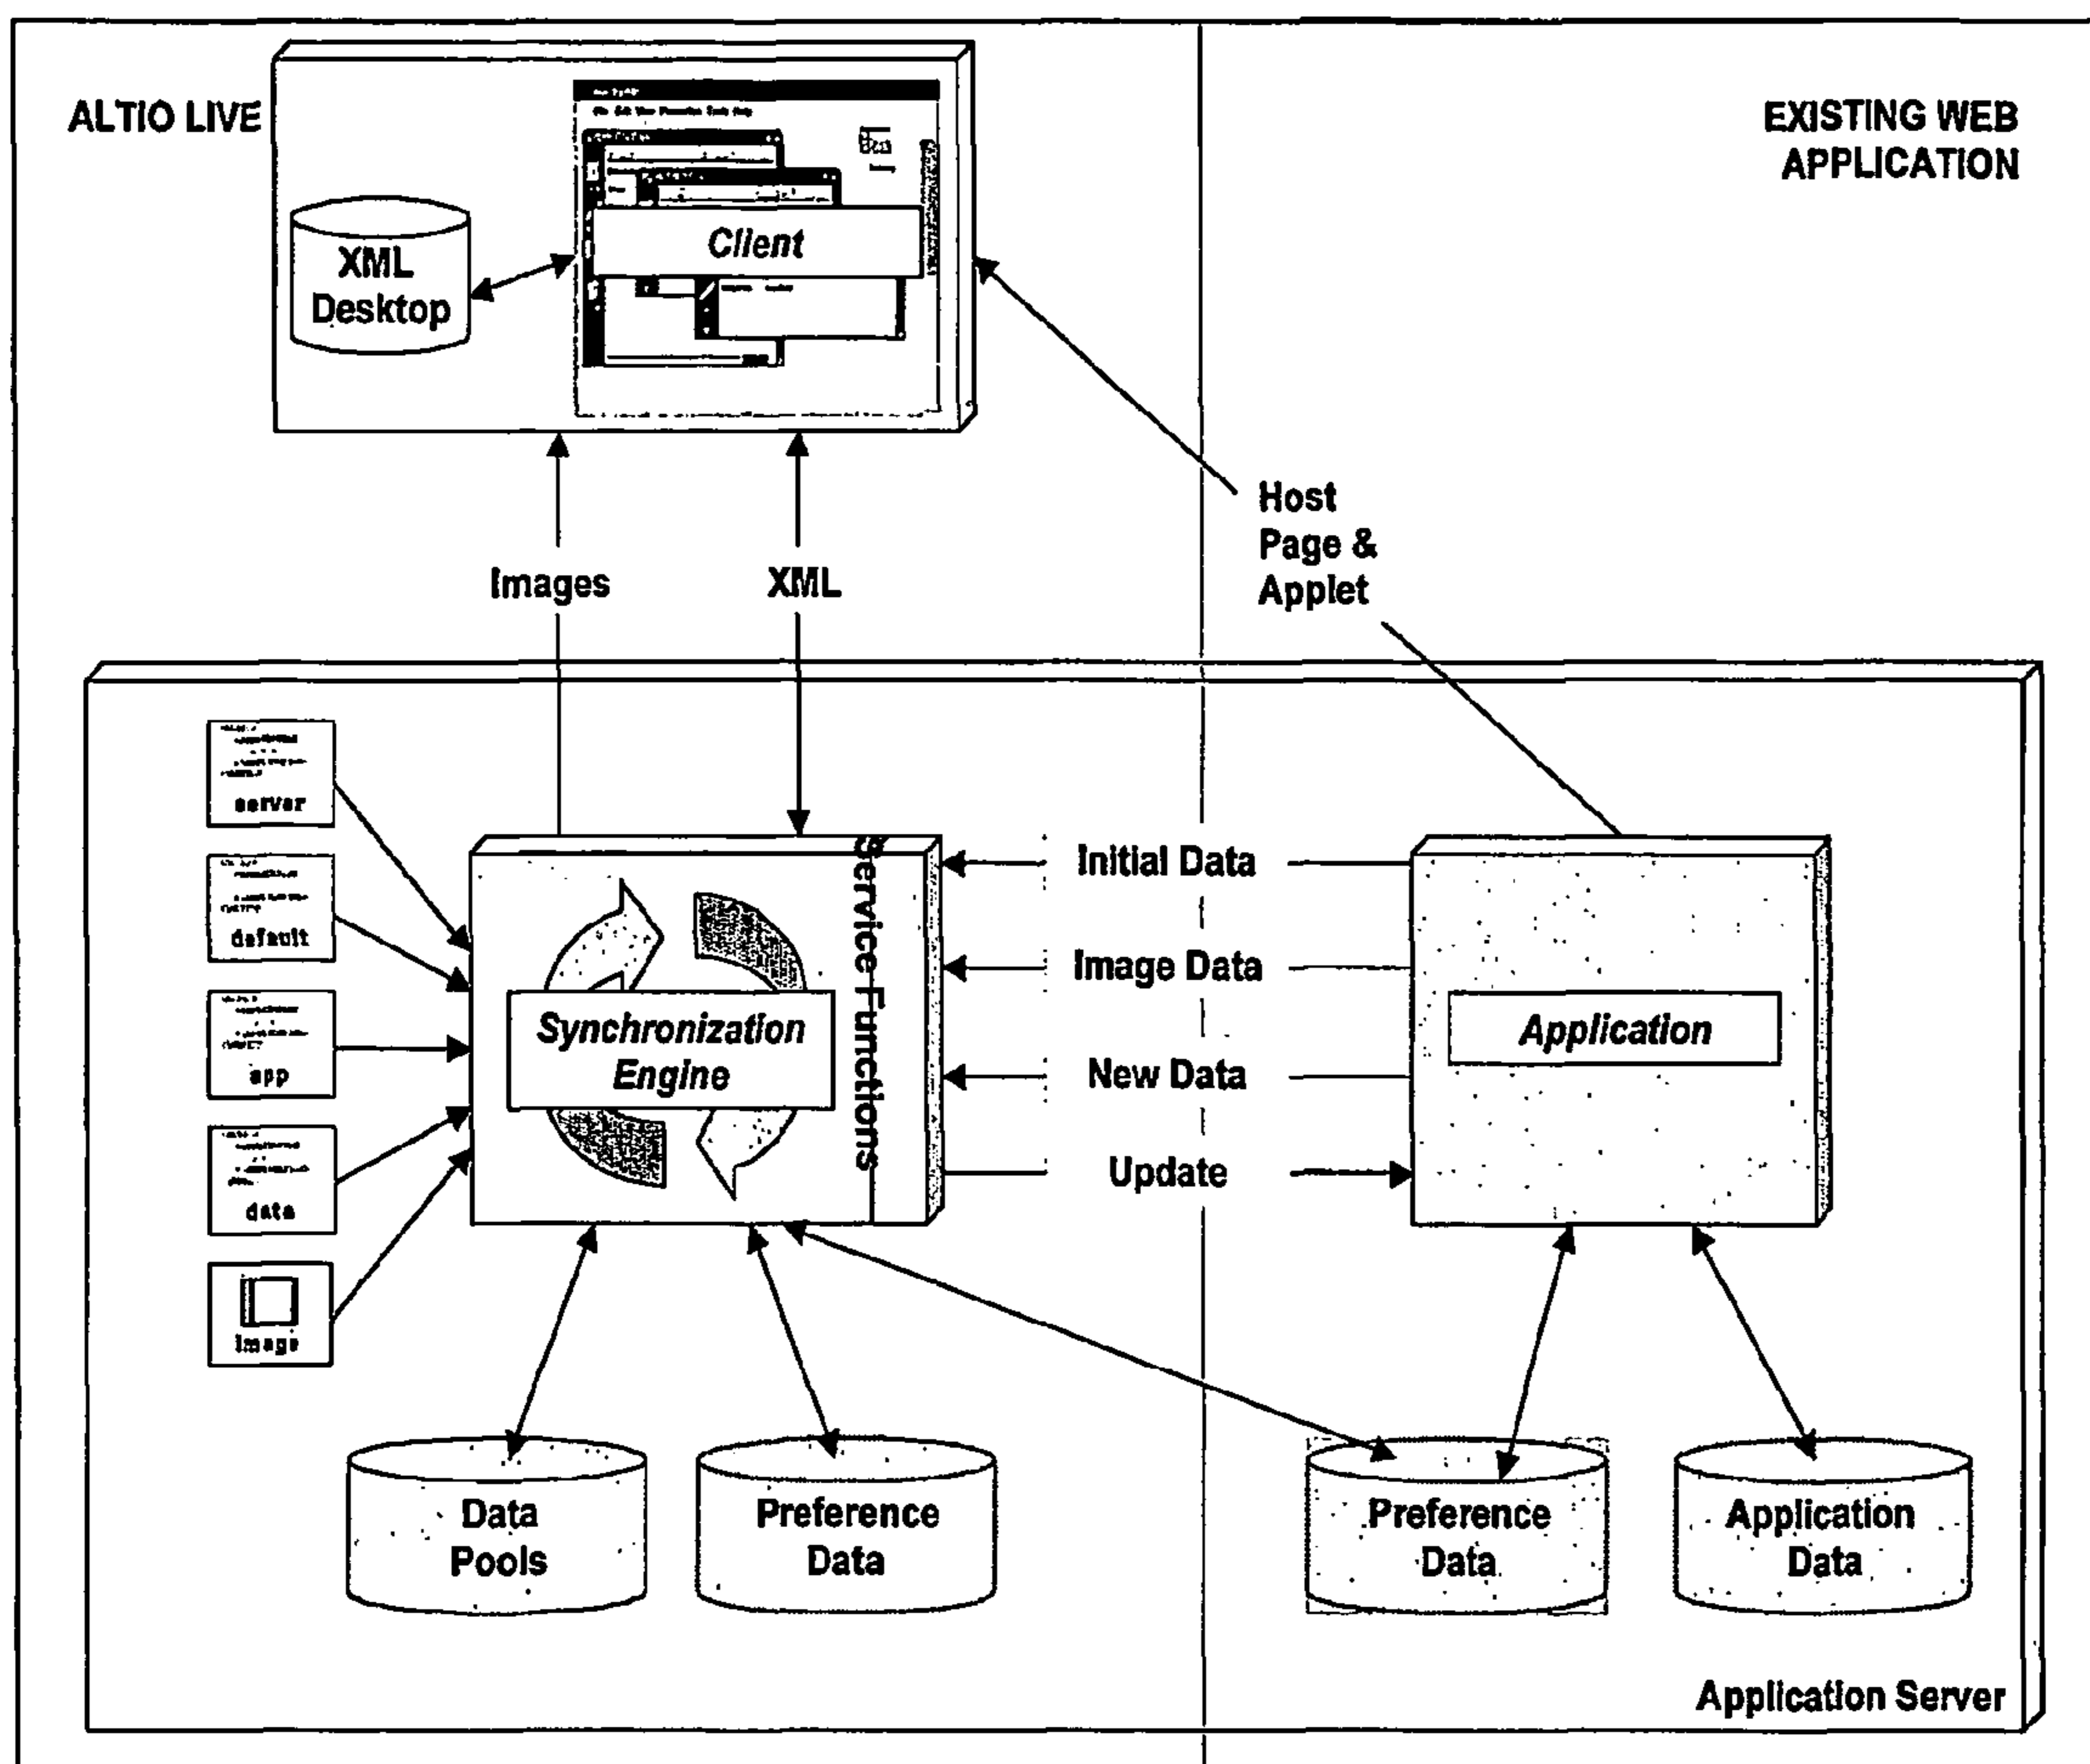 ALTIO LIVE
EXISTING WEB
APPLICATION
XML
Desktop
Client
Host
Page &
Applet
Images
XML
server
default
app
data
Image
Synchronization
Engine
Service Functions
Initial Data
Image Data
New Data
Update
Application
Data
Pools
Preference
Data
Preference
Data
Application
Data
Application Server